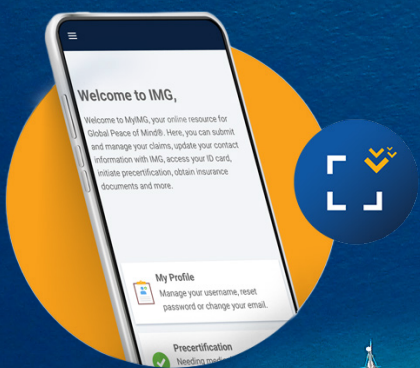 Welcome to IMG,
Welcome to MyIMG, your online resource for
Global Peace of Mind®. Here, you can submit
and manage your claims, update your contact
information with IMG, access your ID card,
initiate precertification, obtain insurance
documents and more.
My Profile
Manage your username, reset
password or change your email.
Precertification
Needing